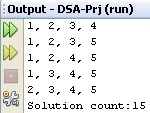 Output - DSA-Prj (run)
1, 2, 3, 4
1, 2, 3, 5
1, 2, 4, 5
1, 3, 4, 5
2, 3, 4, 5
Solution count:15